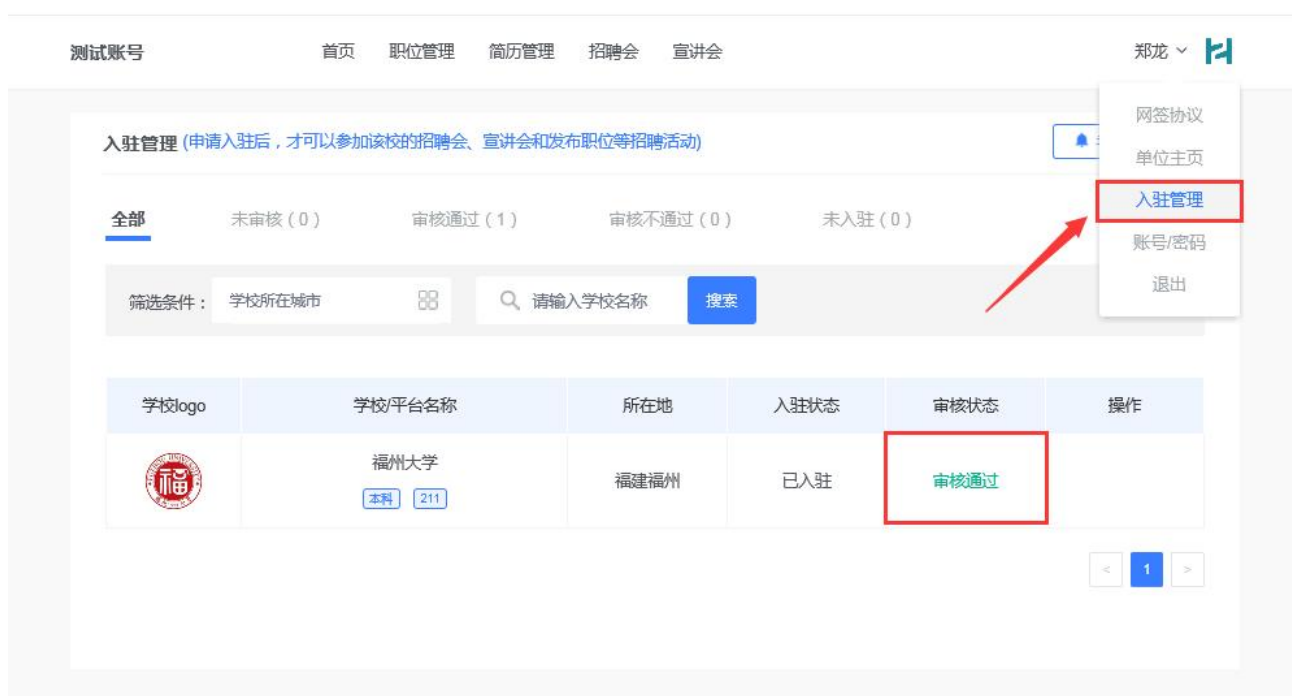 测试账号 首页 职位管理 简历管理 招聘会 宣讲会 郑龙
网签协议
单位主页
入驻管理
账号/密码
退出
入驻管理 (申请入驻后，才可以参加该校的招聘会、宣讲会和发布职位等招聘活动)
全部 未审核 ( 0 ) 审核通过 ( 1 ) 审核不通过 ( 0 ) 未入驻 ( 0 )
筛选条件： 学校所在城市 请输入学校名称 搜索
学校logo 学校/平台名称 所在地 入驻状态 审核状态 操作
福州大学
本科 211
福建福州 已入驻 审核通过
福
< 1 >